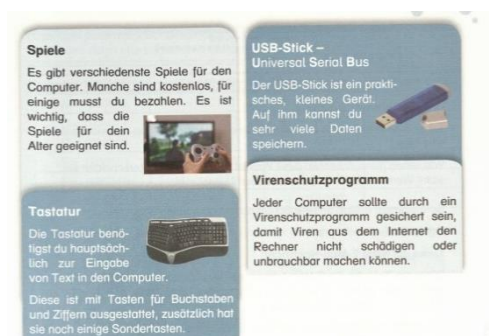 Spiele
Es gibt verschiedenste Spiele für den
Computer. Manche sind kostenlos, für
einige musst du bezahlen. Es ist
wichtig, dass die
Spiele für dein
Alter geeignet sind.
Tastatur
Die Tastatur benö-
tigst du hauptsäch-
lich zur Eingabe
von Text in den Computer.
Diese ist mit Tasten für Buchstaben
und Ziffern ausgestattet, zusätzlich hat
sie noch einige Sondertasten.
USB-Stick –
Universal Serial Bus
Der USB-Stick ist ein prakti-
sches, kleines Gerät.
Auf ihm kannst du
sehr viele Daten
speichern.
Virenschutzprogramm
Jeder Computer sollte durch ein
Virenschutzprogramm gesichert sein,
damit Viren aus dem Internet den
Rechner nicht schädigen oder
unbrauchbar machen können.